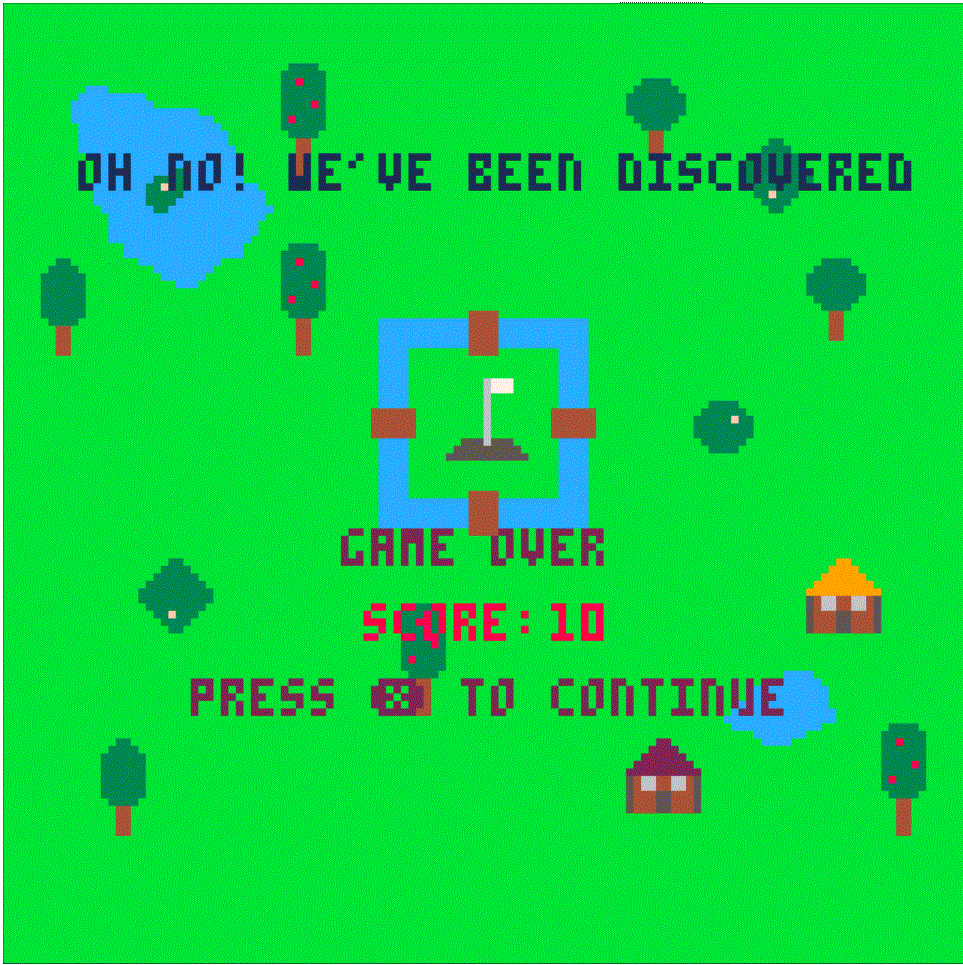 OH NO! WE'VE BEEN DISCOVERED
GAME OVER
SCORE:10
PRESS ❎ TO CONTINUE